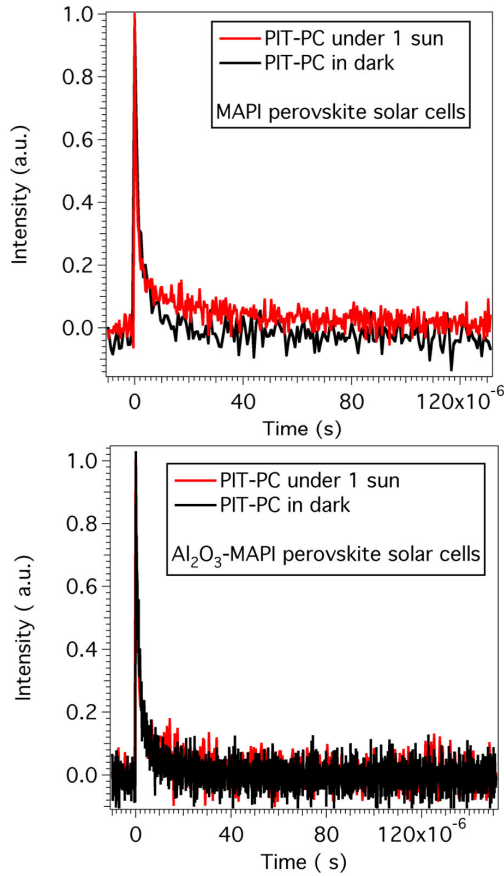 1.0
0.8
0.6
0.4
0.2
0.0
Intensity (a.u.)
PIT-PC under 1 sun
PIT-PC in dark
MAPI perovskite solar cells
0 40 80 120x10⁻⁶
Time (s)
1.0
0.8
0.6
0.4
0.2
0.0
Intensity ( a.u.)
PIT-PC under 1 sun
PIT-PC in dark
Al₂O₃-MAPI perovskite solar cells
0 40 80 120x10⁻⁶
Time ( s)